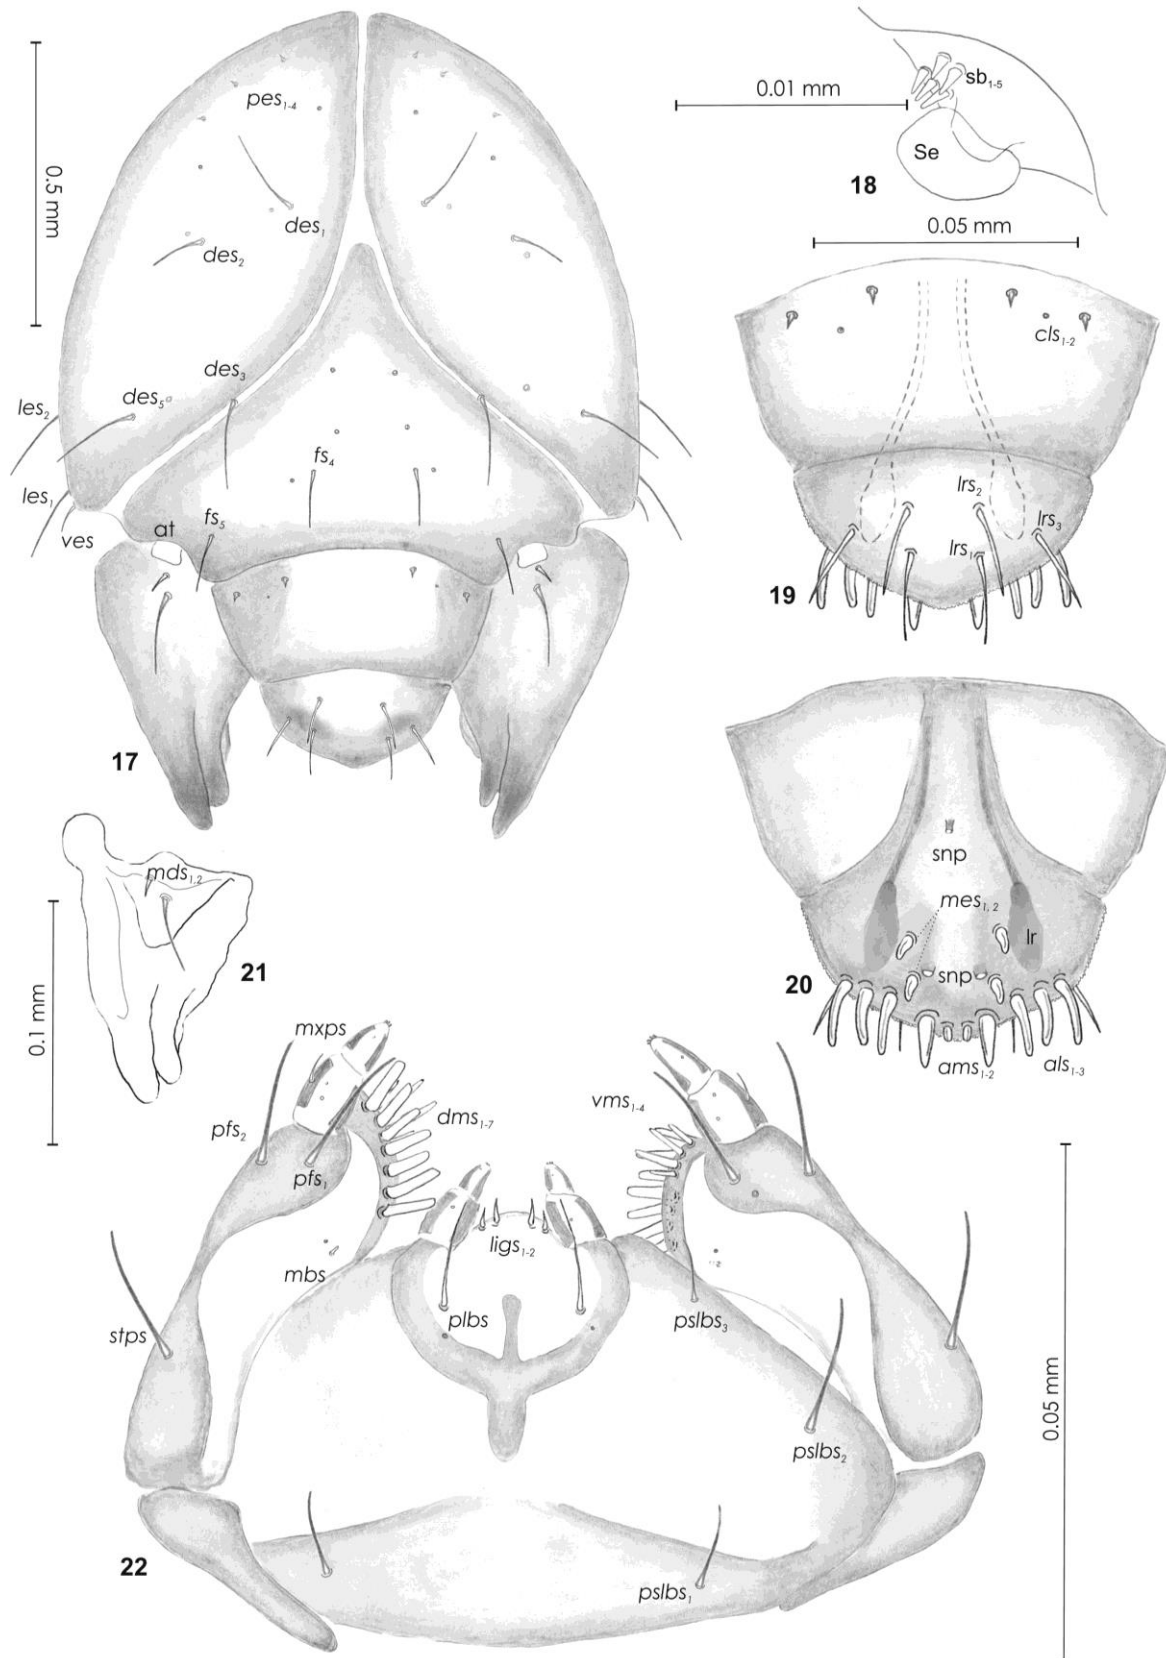 0.5 mm
pes1-4
des1
des2
des3
des5
les2
les1
ves
at
fs4
fs5
17
0.01 mm
sb1-5
Se
18
0.05 mm
cls1-2
lrs2
lrs3
lrs1
19
snp
mes1,2
lr
snp
20
ams1-2
als1-3
mds1,2
21
0.1 mm
mxps
dms1-7
vms1-4
pfs2
pfs1
ligs1-2
mbs
plbs
pslbs3
stps
pslbs2
0.05 mm
22
pslbs1